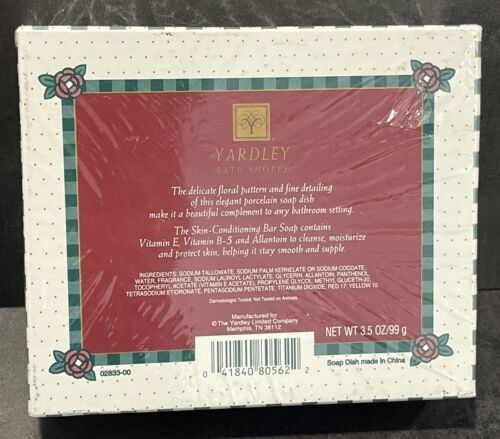 YARDLEY
BATH SHOPPE
The delicate floral pattern and fine detailing
of this elegant porcelain soap dish
make it a beautiful complement to any bathroom setting.
The Skin-Conditioning Bar Soap contains
Vitamin E, Vitamin B-5 and Allantoin to cleanse, moisturize
and protect skin, helping it stay smooth and supple.
INGREDIENTS: SODIUM TALLOWATE, SODIUM PALM KERNELATE OR SODIUM COCOATE,
WATER, FRAGRANCE, SODIUM LAUROYL LACTYLATE, GLYCERIN, ALLANTOIN, PANTHENOL,
TOCOPHERYL ACETATE (VITAMIN E ACETATE), PROPYLENE GLYCOL, METHYL GLUCETH-20,
TETRASODIUM ETIDRONATE, PENTASODIUM PENTETATE, TITANIUM DIOXIDE, RED 17, YELLOW 10.
Dermatologist Tested. Not Tested on Animals.
Manufactured for
© The Yardley Limited Company
Memphis, TN 38112
NET WT 3.5 OZ/99 g
02833-00
0 41840 80562 2
Soap Dish made in China